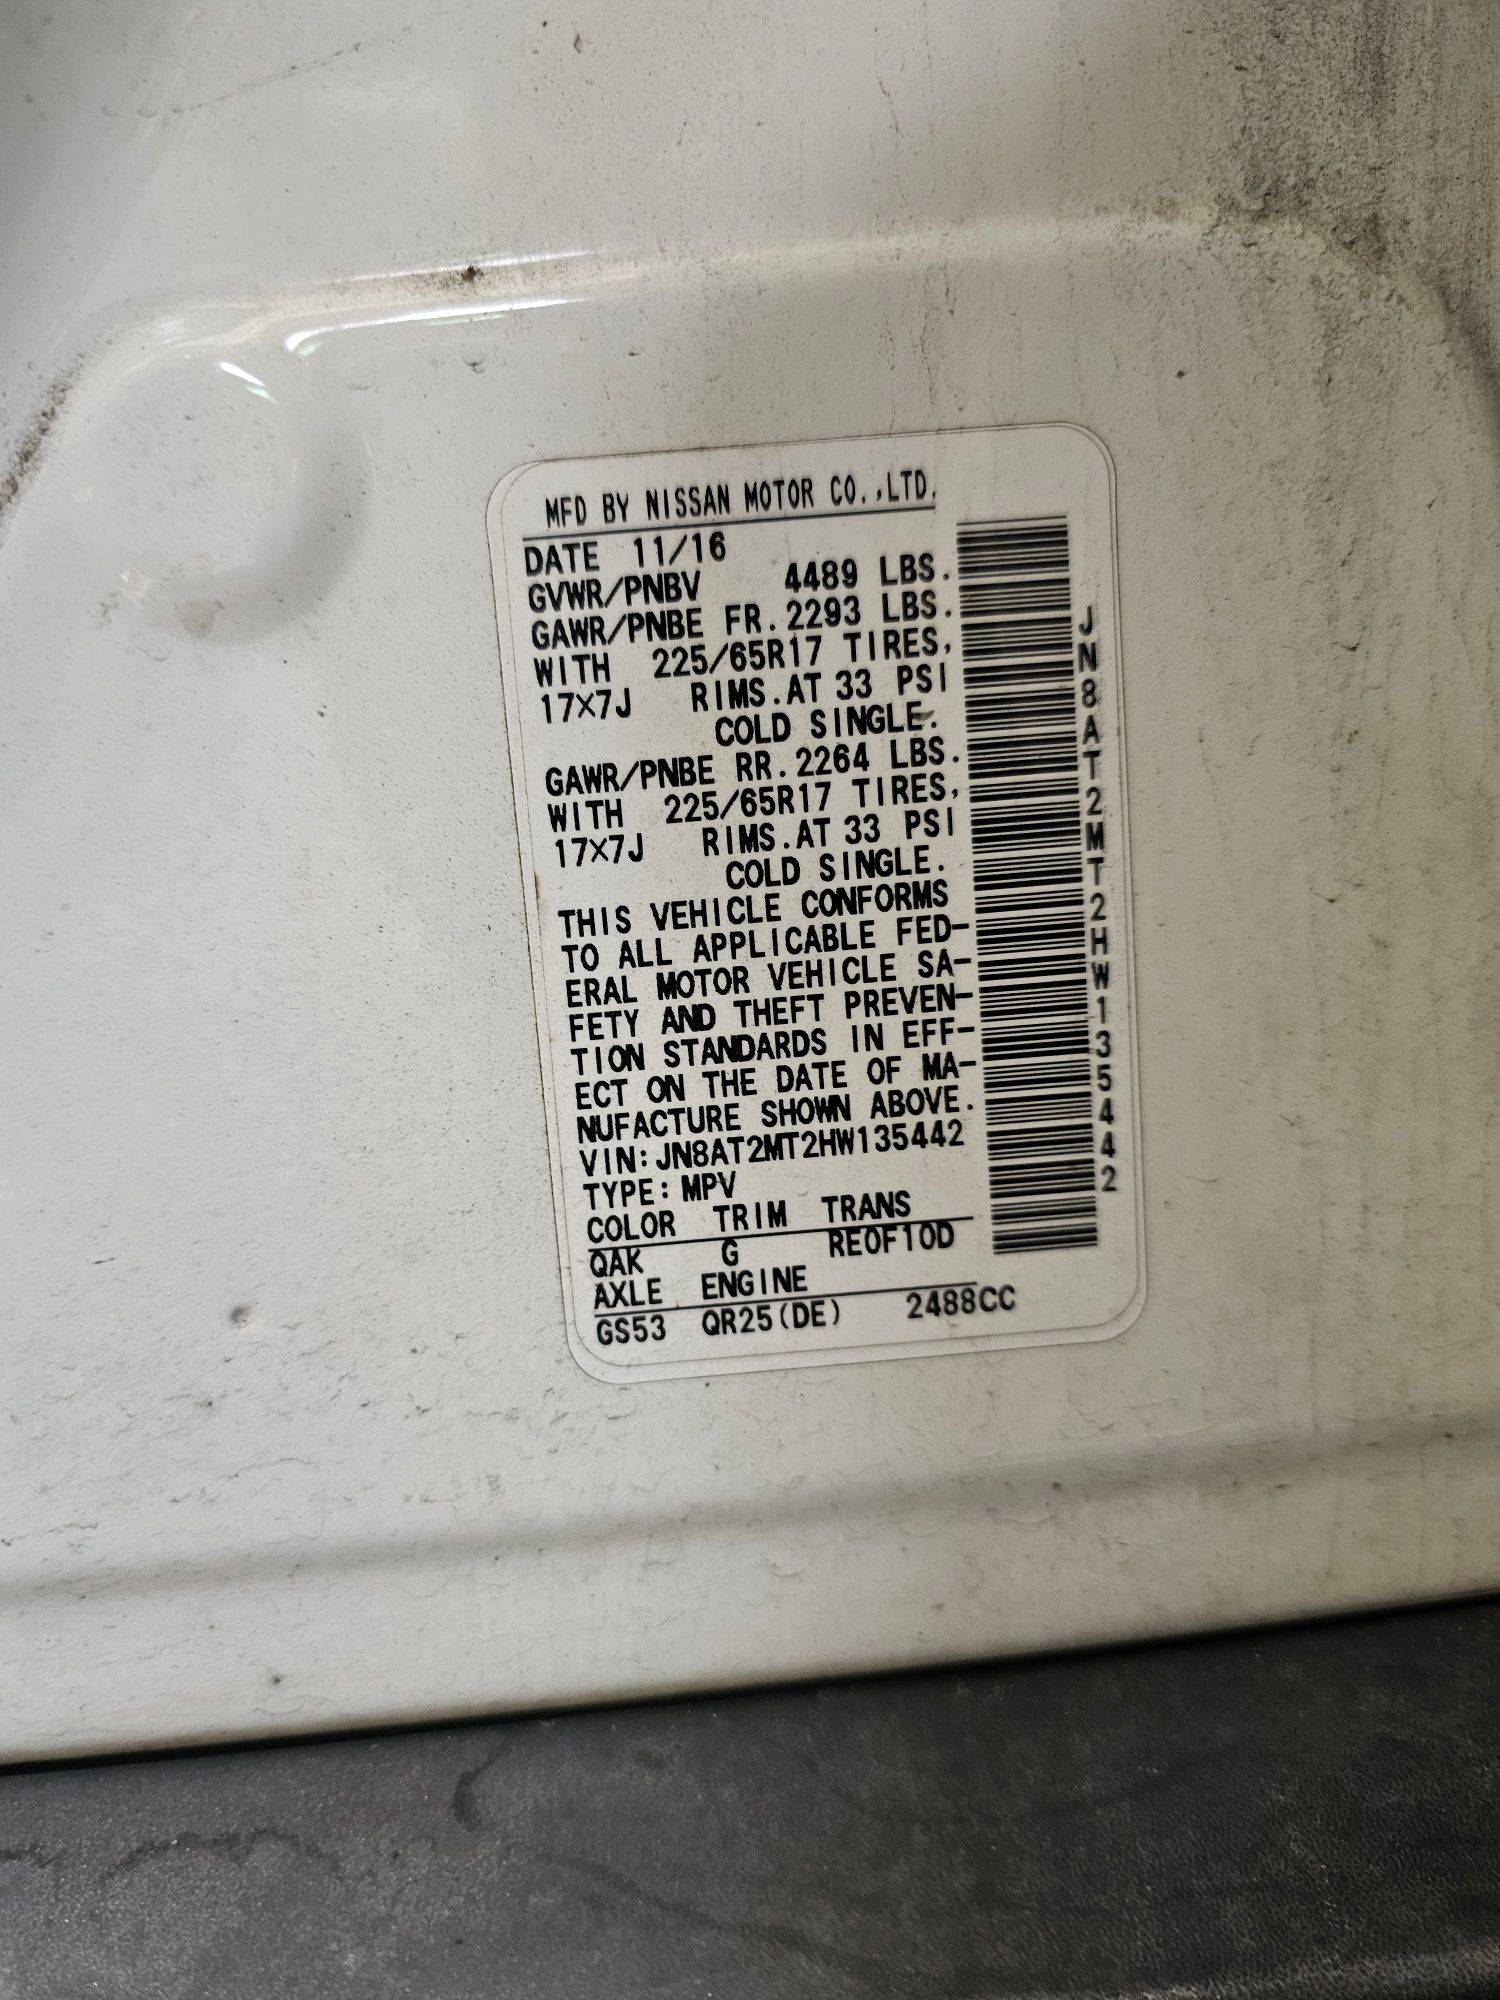 MFD BY NISSAN MOTOR CO.,LTD.
DATE 11/16
GVWR/PNBV 4489 LBS.
GAWR/PNBE FR. 2293 LBS.
WITH 225/65R17 TIRES,
17×7J RIMS. AT 33 PSI
COLD SINGLE.
GAWR/PNBE RR. 2264 LBS.
WITH 225/65R17 TIRES,
17×7J RIMS. AT 33 PSI
COLD SINGLE.
THIS VEHICLE CONFORMS
TO ALL APPLICABLE FED-
ERAL MOTOR VEHICLE SA-
FETY AND THEFT PREVEN-
TION STANDARDS IN EFF-
ECT ON THE DATE OF MA-
NUFACTURE SHOWN ABOVE.
VIN: JN8AT2MT2HW135442
TYPE: MPV
COLOR TRIM TRANS
QAK G RE0F10D
AXLE ENGINE
GS53 QR25(DE) 2488CC
JN8AT2MT2HW135442